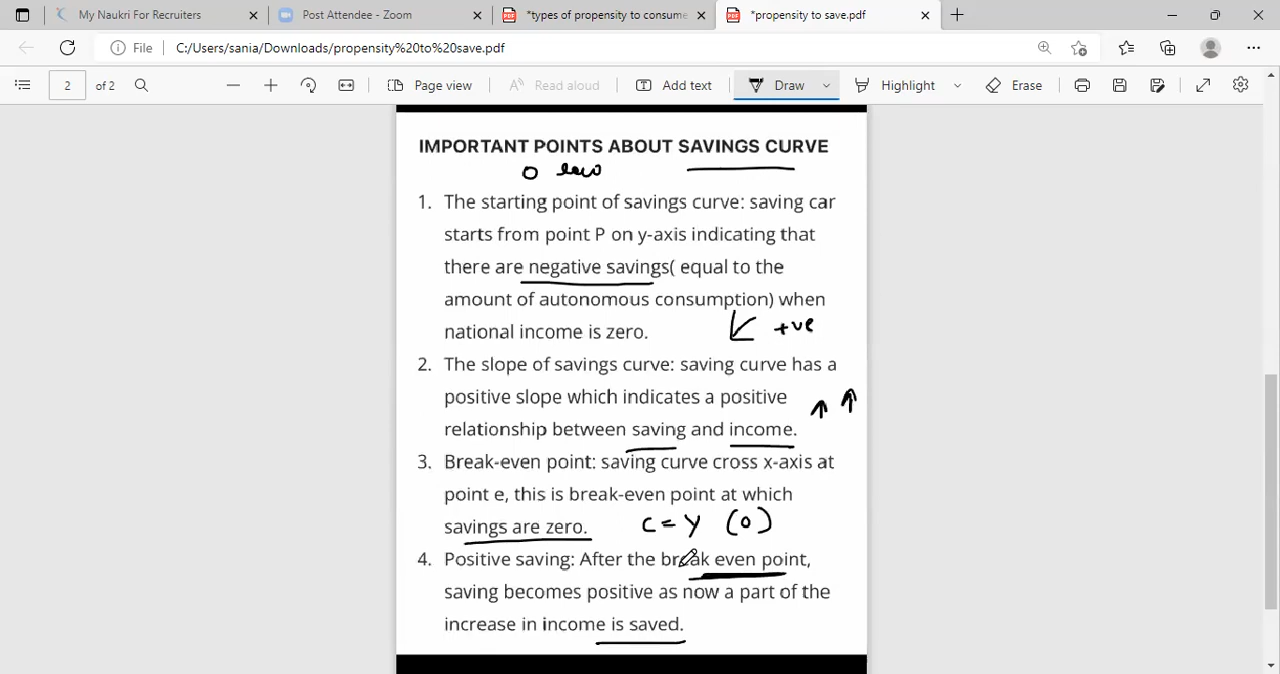 My Naukri For Recruiters
Post Attendee - Zoom
*types of propensity to consume
*propensity to save.pdf
File C:/Users/sania/Downloads/propensity%20to%20save.pdf
2 of 2 Page view Read aloud Add text Draw Highlight Erase
IMPORTANT POINTS ABOUT SAVINGS CURVE
0
1. The starting point of savings curve: saving car
starts from point P on y-axis indicating that
there are negative savings( equal to the
amount of autonomous consumption) when
national income is zero.
+ve
2. The slope of savings curve: saving curve has a
positive slope which indicates a positive
relationship between saving and income.
3. Break-even point: saving curve cross x-axis at
point e, this is break-even point at which
savings are zero. C = Y (0)
4. Positive saving: After the break even point,
saving becomes positive as now a part of the
increase in income is saved.